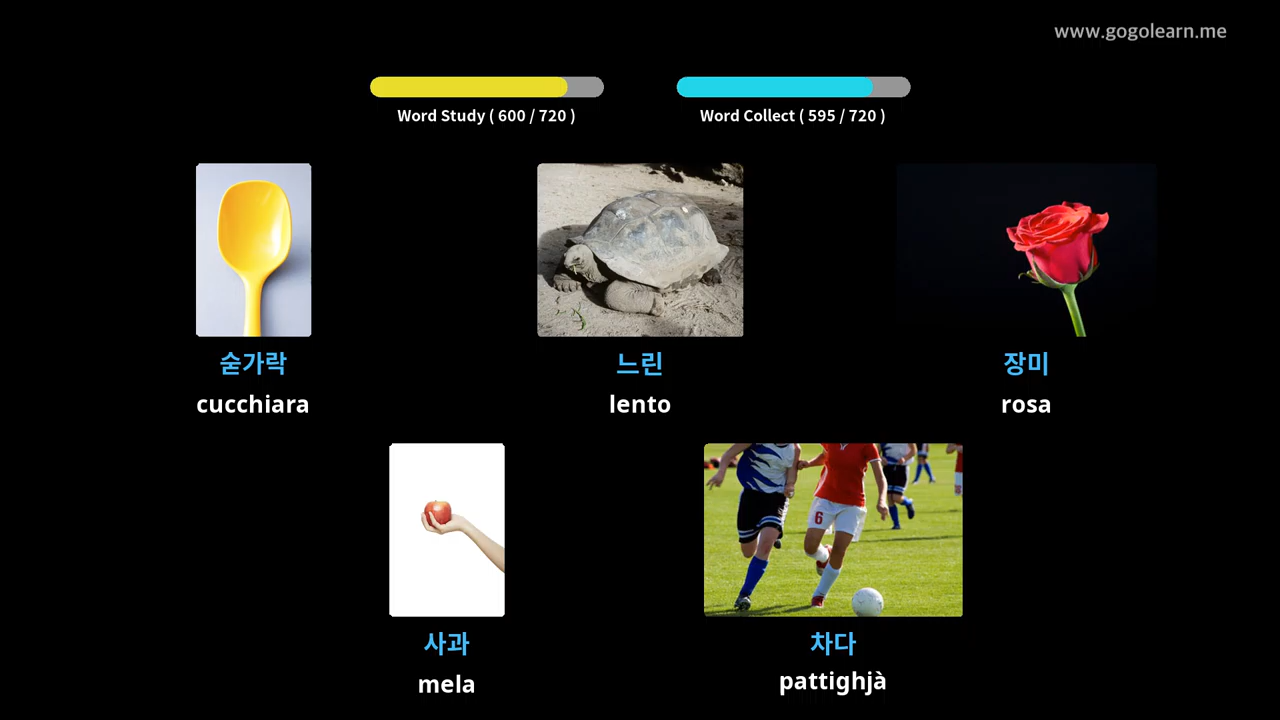 www.gogolearn.me
Word Study ( 600 / 720 )
Word Collect ( 595 / 720 )
숟가락
cucchiara
느린
lento
장미
rosa
사과
mela
차다
pattighjà
6